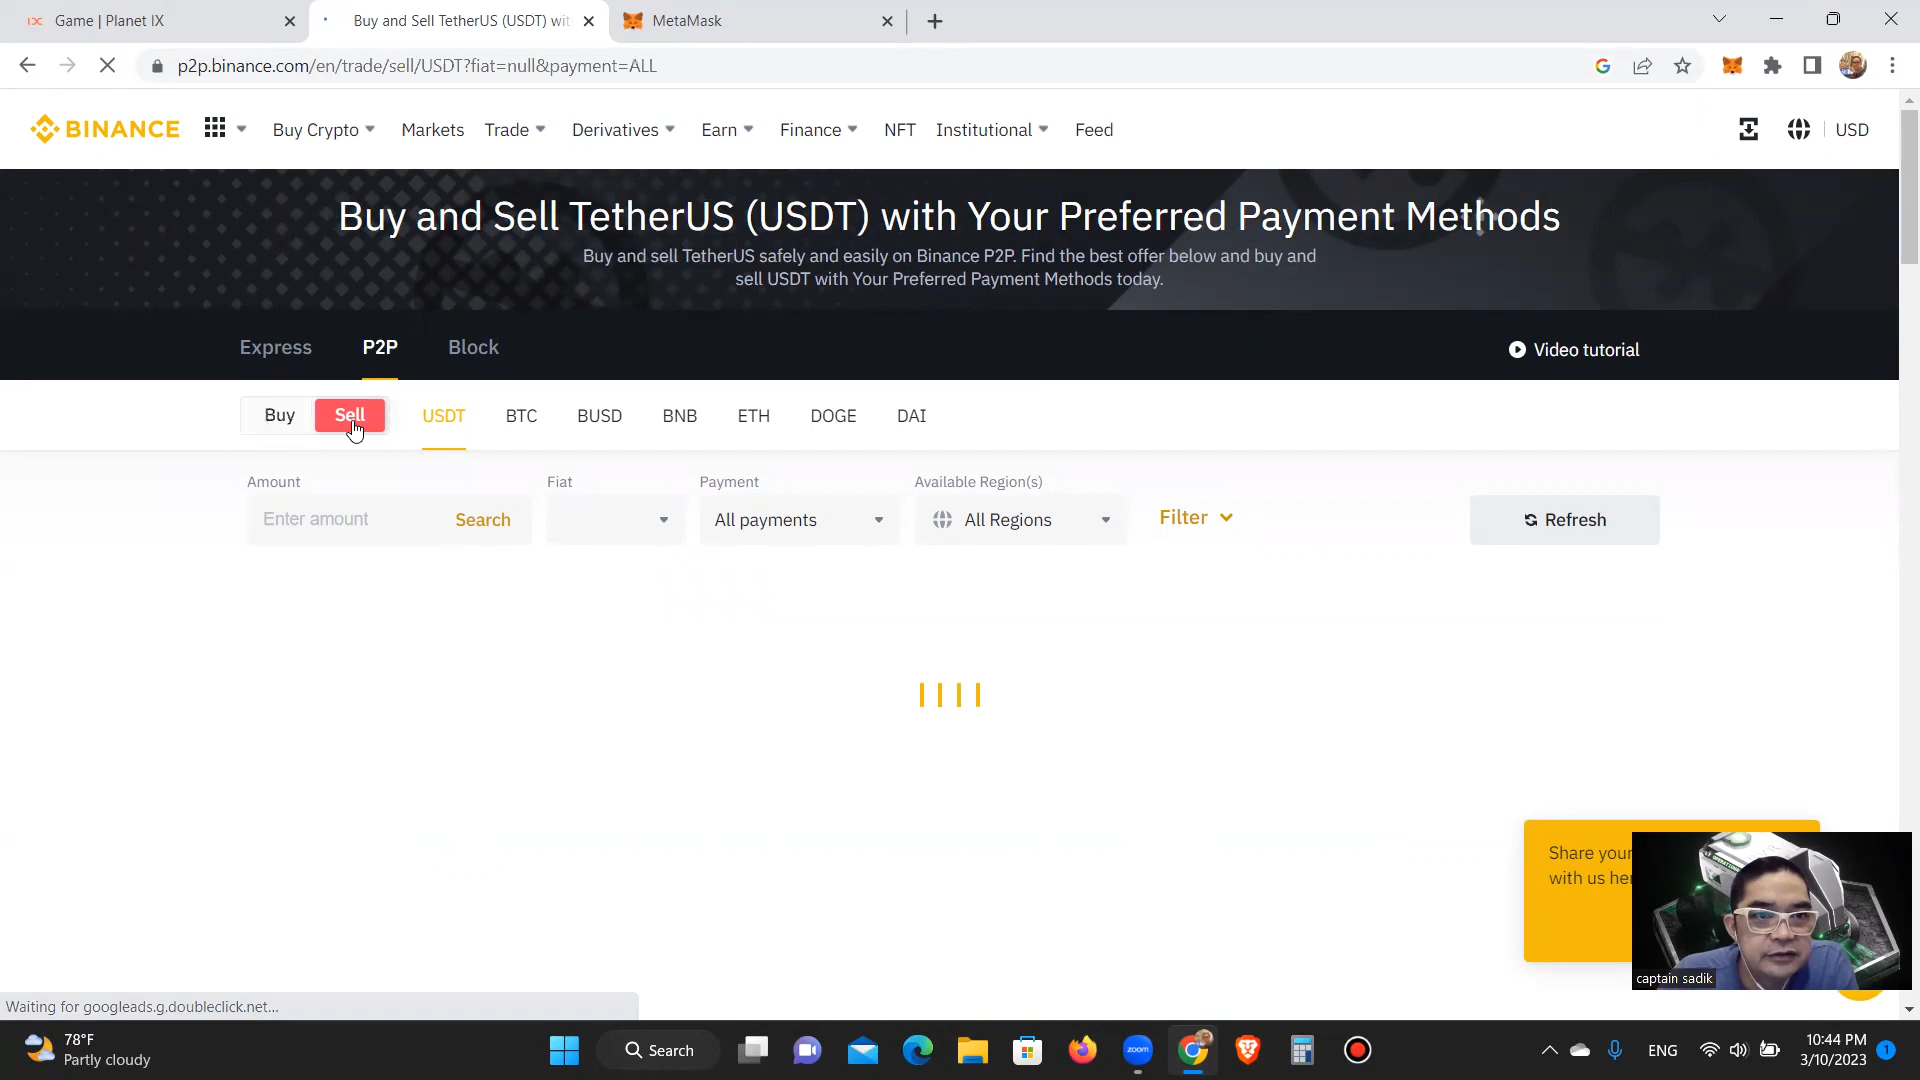 Game | Planet IX
Buy and Sell TetherUS (USDT) wit
MetaMask
p2p.binance.com/en/trade/sell/USDT?fiat=null&payment=ALL
BINANCE
Buy Crypto
Markets
Trade
Derivatives
Earn
Finance
NFT
Institutional
Feed
USD
Buy and Sell TetherUS (USDT) with Your Preferred Payment Methods
Buy and sell TetherUS safely and easily on Binance P2P. Find the best offer below and buy and
sell USDT with Your Preferred Payment Methods today.
Express
P2P
Block
Video tutorial
Buy
Sell
USDT
BTC
BUSD
BNB
ETH
DOGE
DAI
Amount
Fiat
Payment
Available Region(s)
Enter amount
Search
All payments
All Regions
Filter
Refresh
Share your
with us he
captain sadik
Waiting for googleads.g.doubleclick.net...
78°F
Partly cloudy
Search
zoom
ENG
10:44 PM
3/10/2023
1